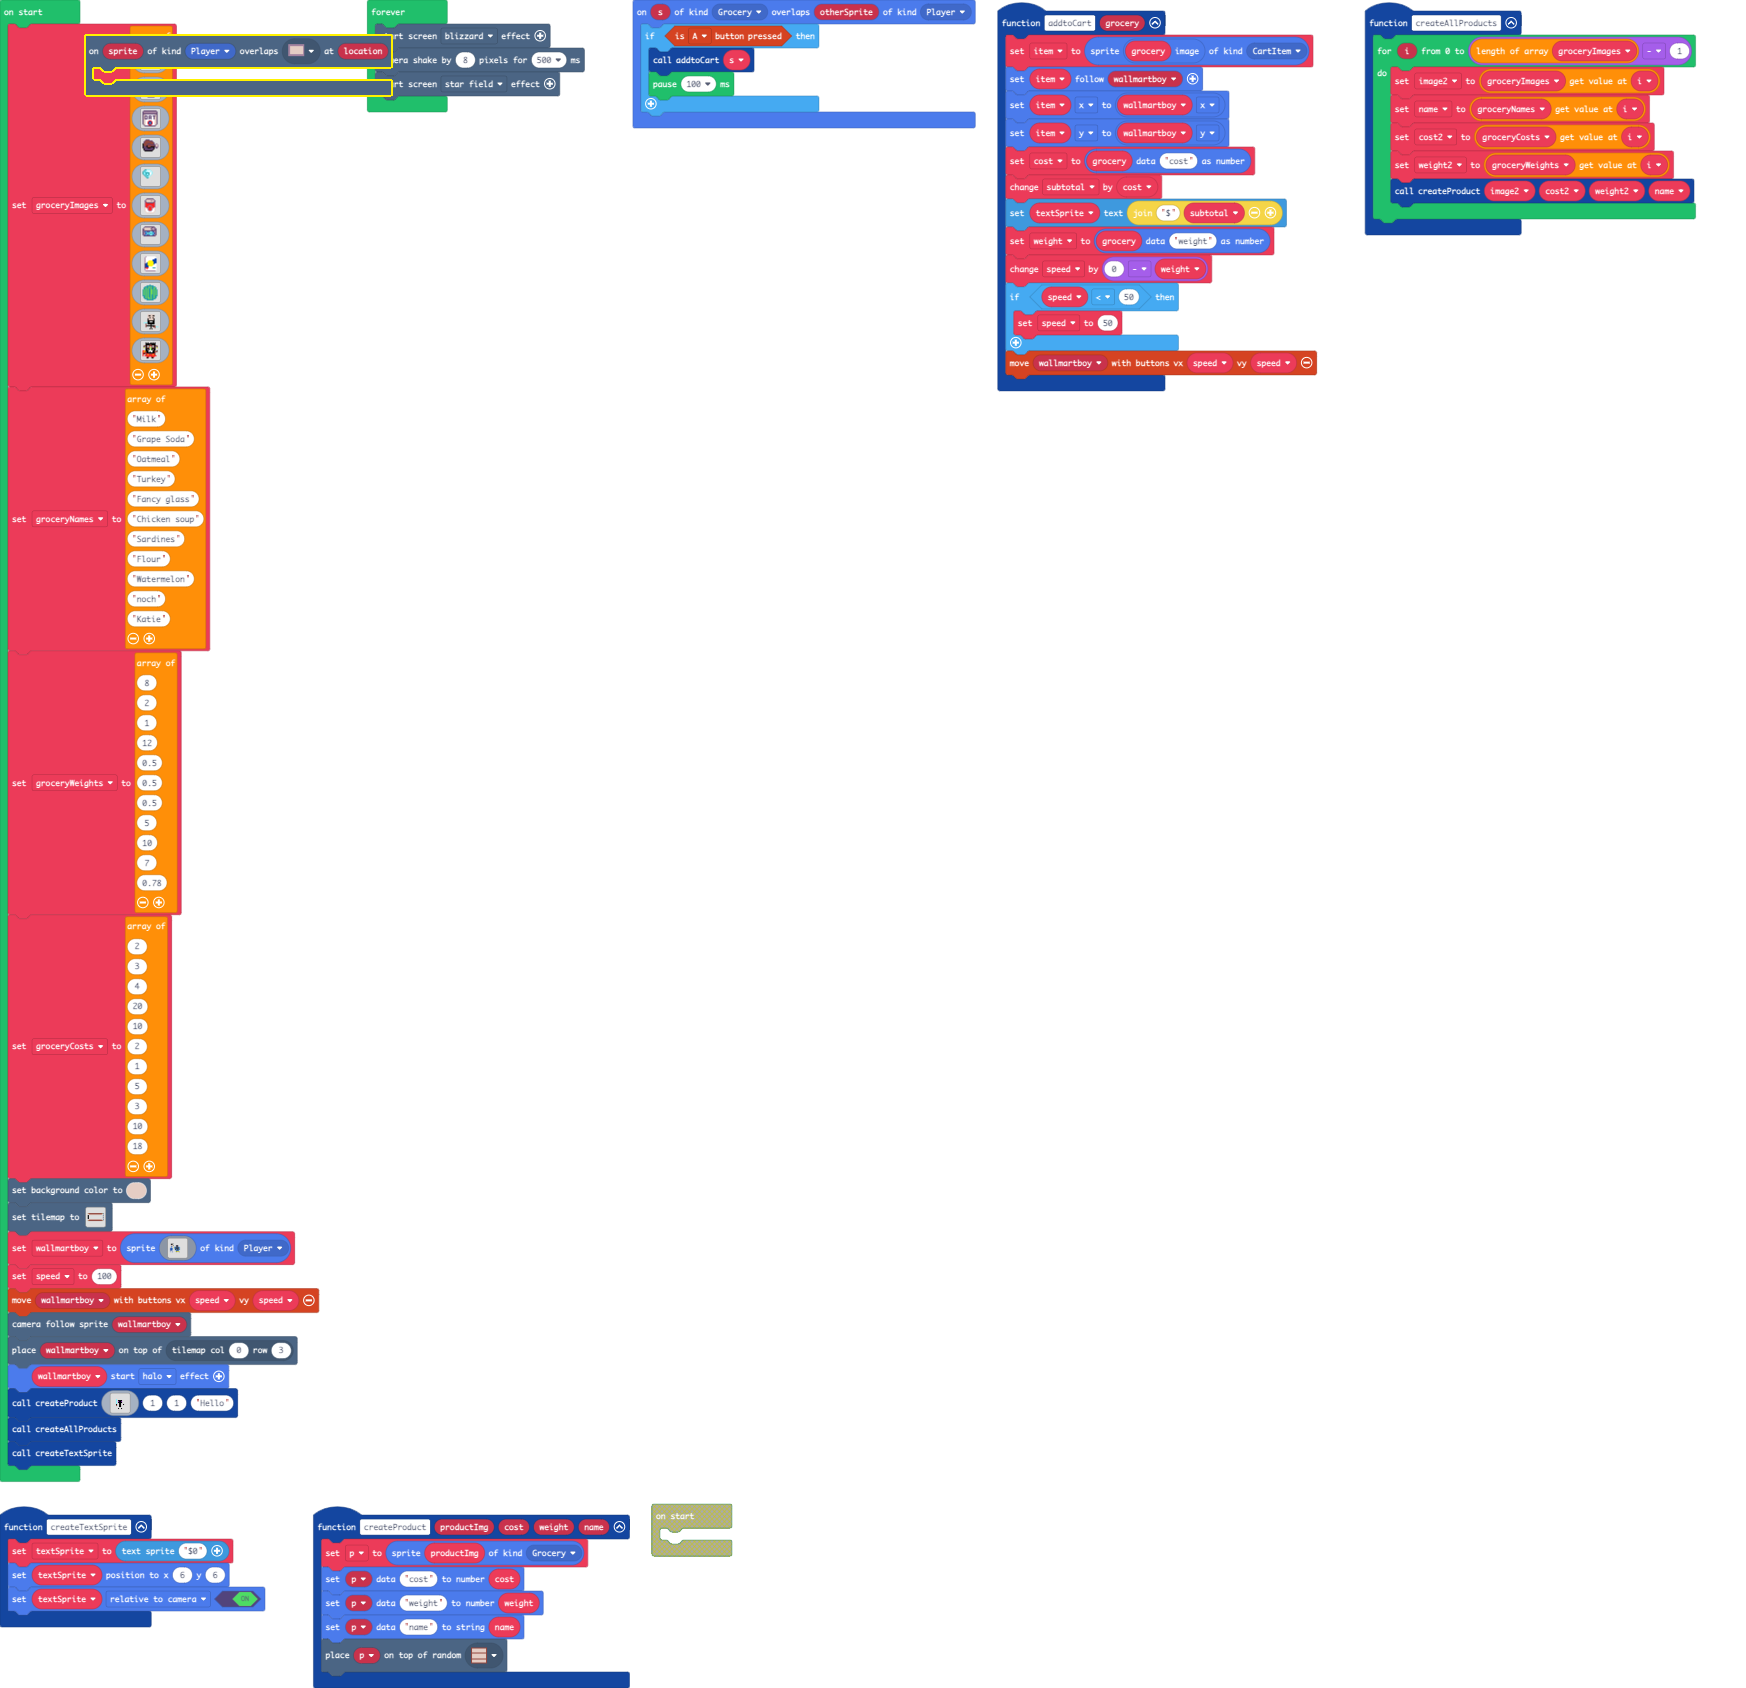 on start
on sprite of kind Player overlaps at location
set groceryImages to
set groceryNames to array of
"Milk"
"Grape Soda"
"Oatmeal"
"Turkey"
"Fancy glass"
"Chicken soup"
"Sardines"
"Flour"
"Watermelon"
"noch"
"Katie"
set groceryWeights to array of
8
2
1
12
0.5
0.5
0.5
5
10
7
0.78
set groceryCosts to array of
2
3
4
20
10
2
1
5
3
10
18
set background color to
set tilemap to
set wallmartboy to sprite of kind Player
set speed to 100
move wallmartboy with buttons vx speed vy speed
camera follow sprite wallmartboy
place wallmartboy on top of tilemap col 0 row 3
wallmartboy start halo effect
call createProduct 1 1 "Hello"
call createAllProducts
call createTextSprite
forever
screen blizzard effect
shake by 8 pixels for 500 ms
screen star field effect
on s of kind Grocery overlaps otherSprite of kind Player
if is A button pressed then
call addtoCart s
pause 100 ms
function addtoCart grocery
set item to sprite grocery image of kind CartItem
set item follow wallmartboy
set item x to wallmartboy x
set item y to wallmartboy y
set cost to grocery data "cost" as number
change subtotal by cost
set textSprite text join "$" subtotal
set weight to grocery data "weight" as number
change speed by 0 - weight
if speed < 50 then
set speed to 50
move wallmartboy with buttons vx speed vy speed
function createAllProducts
for i from 0 to length of array groceryImages - 1
do
set image2 to groceryImages get value at i
set name to groceryNames get value at i
set cost2 to groceryCosts get value at i
set weight2 to groceryWeights get value at i
call createProduct image2 cost2 weight2 name
function createTextSprite
set textSprite to text sprite "$0"
set textSprite position to x 6 y 6
set textSprite relative to camera ON
function createProduct productImg cost weight name
set p to sprite productImg of kind Grocery
set p data "cost" to number cost
set p data "weight" to number weight
set p data "name" to string name
place p on top of random
on start